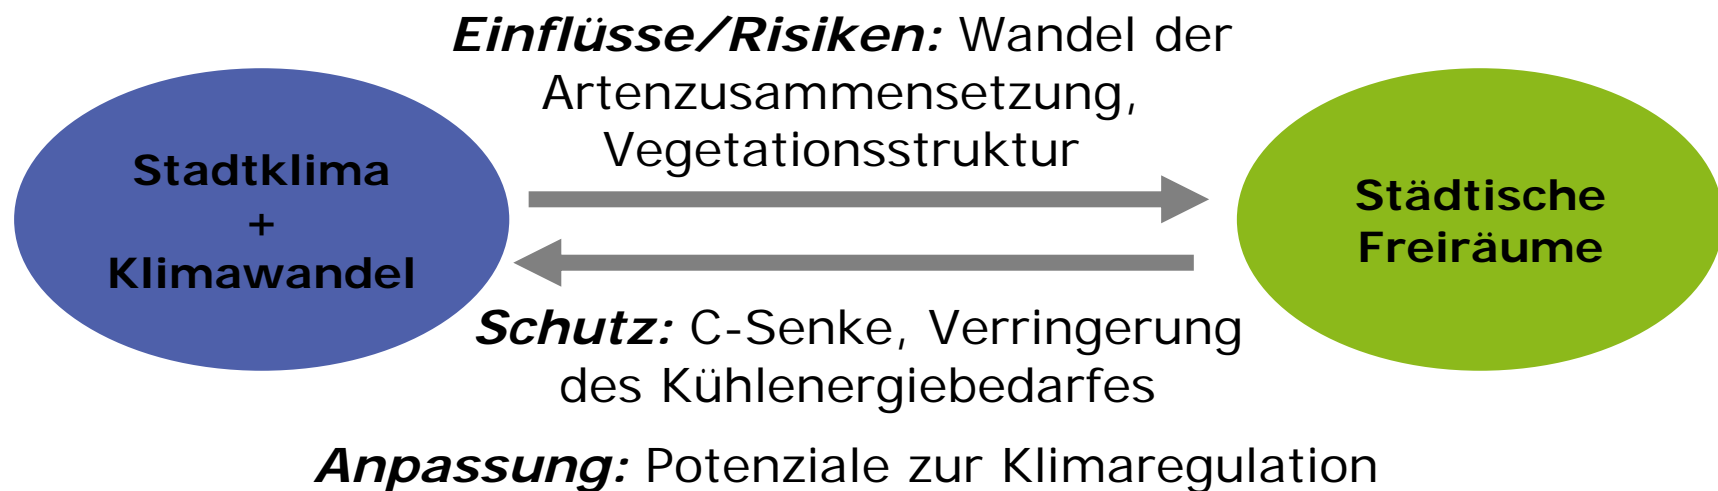 Einflüsse/Risiken: Wandel der
Artenzusammensetzung,
Vegetationsstruktur
Stadtklima
+
Klimawandel
Städtische
Freiräume
Schutz: C-Senke, Verringerung
des Kühlenergiebedarfes
Anpassung: Potenziale zur Klimaregulation